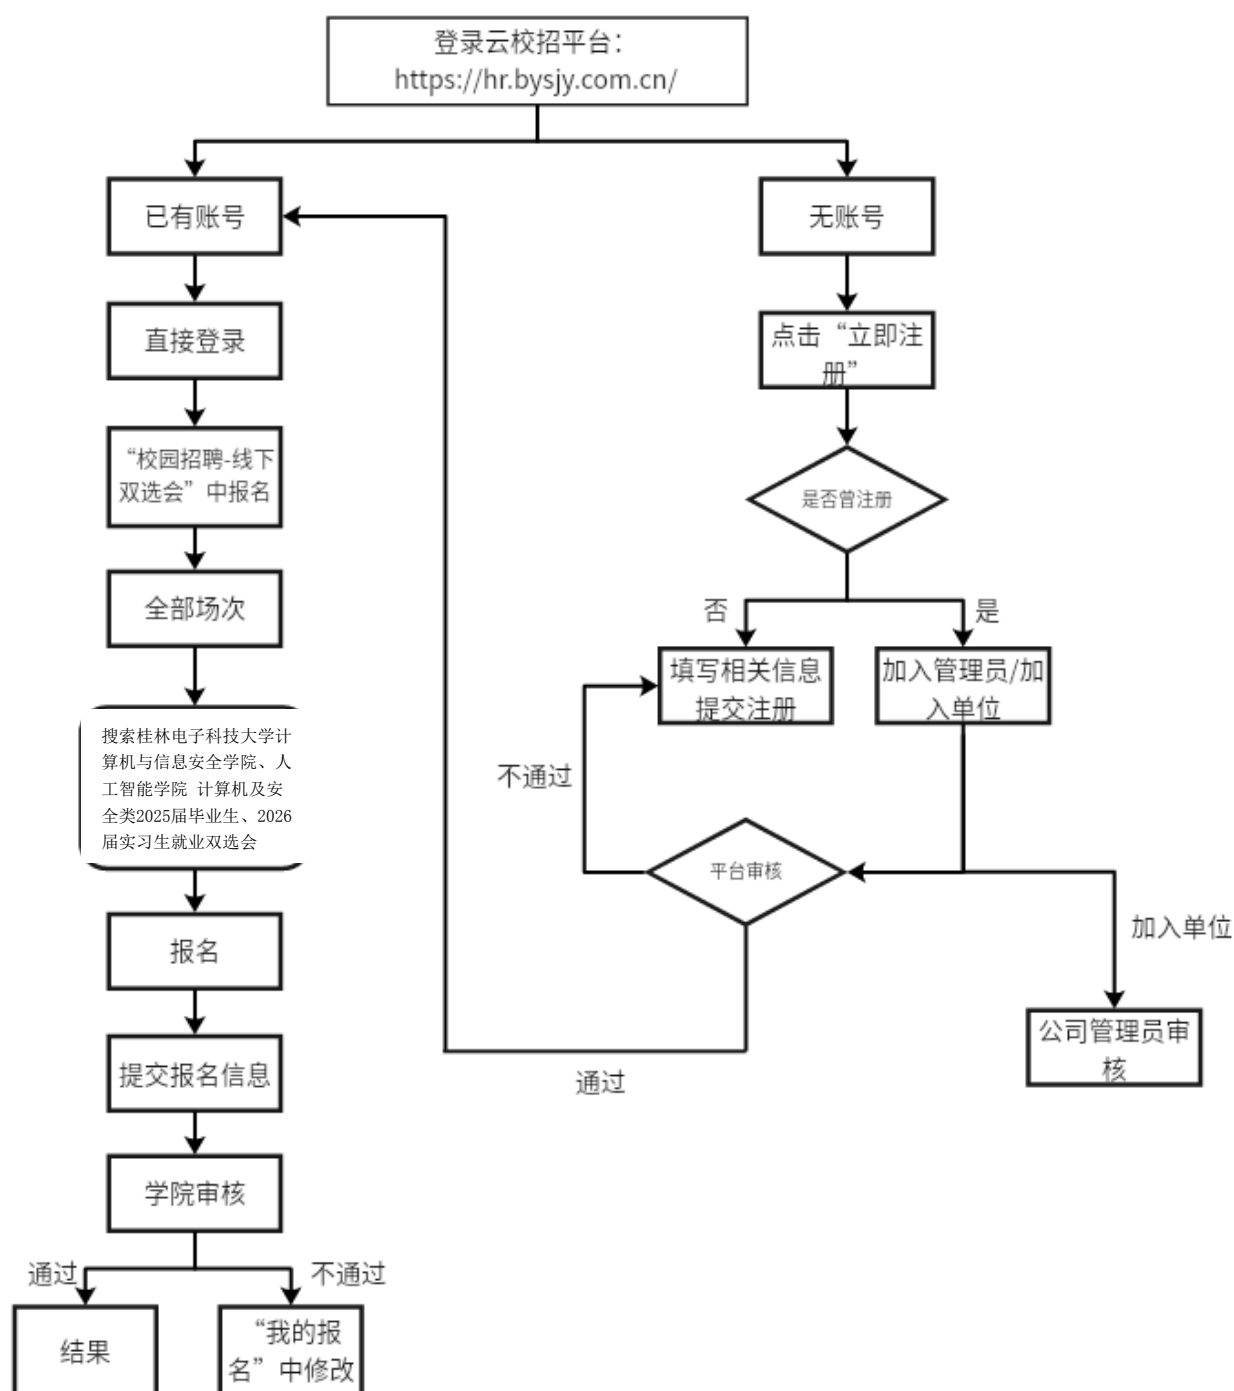 登录云校招平台：
https://hr.bysjy.com.cn/
已有账号
无账号
直接登录
点击“立即注
册”
“校园招聘-线下
双选会”中报名
是否曾注册
全部场次
否
是
填写相关信息
提交注册
加入管理员/加
入单位
搜索桂林电子科技大学计
算机与信息安全学院、人
工智能学院 计算机及安
全类2025届毕业生、2026
届实习生就业双选会
不通过
平台审核
报名
加入单位
公司管理员审
核
提交报名信息
通过
学院审核
通过
不通过
结果
“我的报
名”中修改